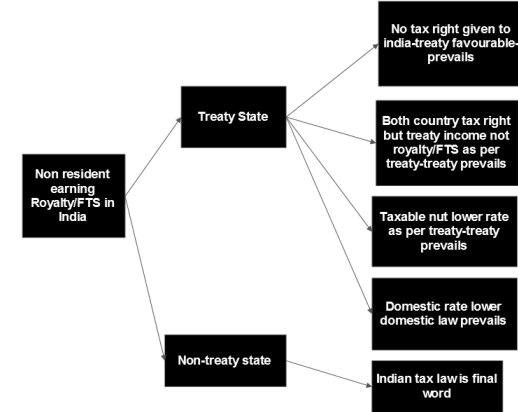 No tax right given to
india-treaty favourable-
prevails
Treaty State
Both country tax right
but treaty income not
royalty/FTS as per
treaty-treaty prevails
Non resident
earning
Royalty/FTS in
India
Taxable nut lower rate
as per treaty-treaty
prevails
Domestic rate lower
domestic law prevails
Non-treaty state
Indian tax law is final
word